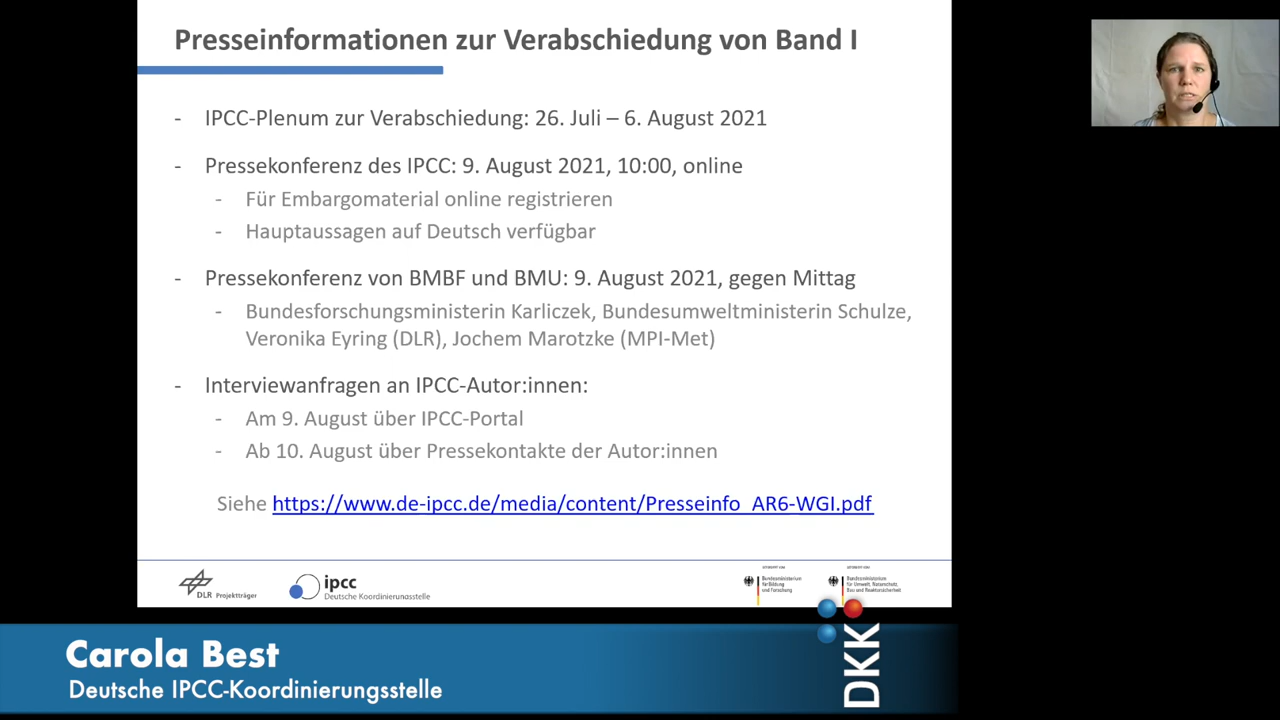 Presseinformationen zur Verabschiedung von Band I
- IPCC-Plenum zur Verabschiedung: 26. Juli – 6. August 2021
- Pressekonferenz des IPCC: 9. August 2021, 10:00, online
- Für Embargomaterial online registrieren
- Hauptaussagen auf Deutsch verfügbar
- Pressekonferenz von BMBF und BMU: 9. August 2021, gegen Mittag
- Bundesforschungsministerin Karliczek, Bundesumweltministerin Schulze,
Veronika Eyring (DLR), Jochem Marotzke (MPI-Met)
- Interviewanfragen an IPCC-Autor:innen:
- Am 9. August über IPCC-Portal
- Ab 10. August über Pressekontakte der Autor:innen
Siehe https://www.de-ipcc.de/media/content/Presseinfo_AR6-WGI.pdf
DLR Projektträger
ipcc
Deutsche Koordinierungsstelle
Bundesministerium
für Bildung
und Forschung
Bundesministerium
für Umwelt, Naturschutz,
Bau und Reaktorsicherheit
Carola Best
Deutsche IPCC-Koordinierungsstelle
DKK